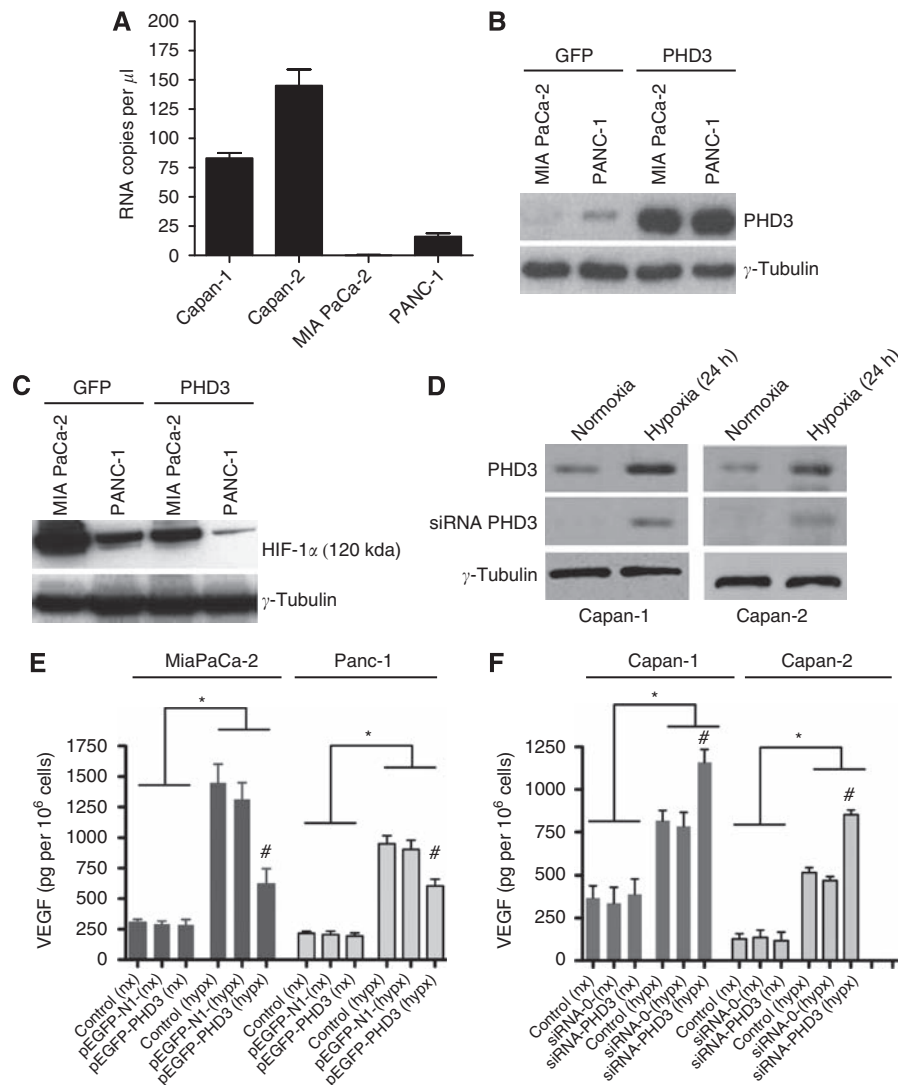 A
RNA copies per μl
200
175
150
125
100
75
50
25
0
Capan-1
Capan-2
MIA PaCa-2
PANC-1
B
GFP
PHD3
MIA PaCa-2
PANC-1
MIA PaCa-2
PANC-1
PHD3
γ-Tubulin
C
GFP
PHD3
MIA PaCa-2
PANC-1
MIA PaCa-2
PANC-1
HIF-1α (120 kda)
γ-Tubulin
D
Normoxia
Hypoxia (24 h)
Normoxia
Hypoxia (24 h)
PHD3
siRNA PHD3
γ-Tubulin
Capan-1
Capan-2
E
MiaPaCa-2
Panc-1
*
*
#
#
VEGF (pg per 10⁶ cells)
1750
1500
1250
1000
750
500
250
0
Control (nx)
pEGFP-N1-(nx)
pEGFP-PHD3 (nx)
Control (hypx)
pEGFP-N1-(hypx)
pEGFP-PHD3 (hypx)
Control (nx)
pEGFP-N1-(nx)
pEGFP-PHD3 (nx)
Control (hypx)
pEGFP-N1-(hypx)
pEGFP-PHD3 (hypx)
F
Capan-1
Capan-2
*
*
#
#
VEGF (pg per 10⁶ cells)
1250
1000
750
500
250
0
Control (nx)
siRNA-0-(nx)
siRNA-PHD3 (nx)
Control (hypx)
siRNA-0-(hypx)
siRNA-PHD3 (hypx)
Control (nx)
siRNA-0-(nx)
siRNA-PHD3 (nx)
Control (hypx)
siRNA-0-(hypx)
siRNA-PHD3 (hypx)